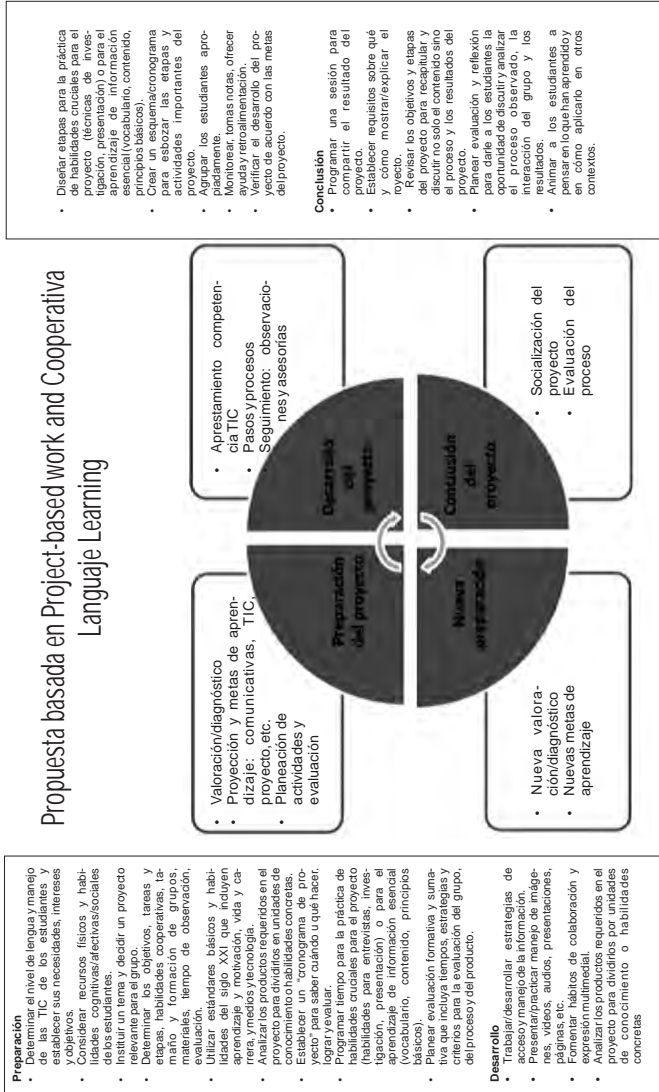 Propuesta basada en Project-based work and Cooperativa
Languaje Learning
Preparación
• Determinar el nivel de lengua y manejo
de las TIC de los estudiantes y
establecer sus necesidades, intereses
y objetivos.
• Considerar recursos físicos y habi-
lidades cognitivas/afectivas/sociales
de los estudiantes.
• Instituir un tema y decidir un proyecto
relevante para el grupo.
• Determinar los objetivos, tareas y
etapas, habilidades cooperativas, ta-
maño y formación de grupos,
materiales, tiempo de observación,
evaluación.
• Utilizar estándares básicos y habi-
lidades del siglo XXI que incluyen
aprendizaje y motivación, vida y ca-
rrera, y medios y tecnología.
• Analizar los productos requeridos en el
proyecto para dividirlos en unidades de
conocimiento o habilidades concretas.
• Establecer un "cronograma de pro-
yecto" para saber cuándo u qué hacer.
lograr y evaluar.
• Programar tiempo para la práctica de
habilidades cruciales para el proyecto
(habilidades para entrevistas, inves-
tigación, presentación) o para el
aprendizaje de información esencial
(vocabulario, contenido, principios
básicos).
• Planear evaluación formativa y suma-
tiva que incluya tiempos, estrategias y
criterios para la evaluación del grupo,
del proceso y del producto.
Desarrollo
• Trabajar/desarrollar estrategias de
acceso y manejo de la información.
• Presentar/practicar manejo de imáge-
nes, videos, audios, presentaciones,
páginas, etc.
• Fomentar hábitos de colaboración y
expresión multimedial.
• Analizar los productos requeridos en el
proyecto para dividirlos por unidades
de conocimiento o habilidades
concretas
• Valoración/diagnóstico
• Proyección y metas de apren-
dizaje: comunicativas, TIC,
proyecto, etc.
• Planeación de
actividades y
evaluación
• Aprestamiento competen-
cia TIC
• Pasos y procesos
Seguimiento: observacio-
nes y asesorías
Preparación
del proyecto
Desarrollo
del
proyecto
Nueva
preparación
Conclusión
del
proyecto
• Nueva valora-
ción/diagnóstico
• Nuevas metas de
aprendizaje
• Socialización del
proyecto
• Evaluación del
proceso
• Diseñar etapas para la práctica
de habilidades cruciales para el
proyecto (técnicas de inves-
tigación, presentación) o para el
aprendizaje de información
esencial (vocabulario, contenido,
principios básicos).
• Crear un esquema/cronograma
para esbozar las etapas y
actividades importantes del
proyecto.
• Agrupar los estudiantes apro-
piadamente.
• Monitorear, tomas notas, ofrecer
ayuda y retroalimentación.
• Verificar el desarrollo del pro-
yecto de acuerdo con las metas
del proyecto.
Conclusión
• Programar una sesión para
compartir el resultado del
proyecto.
• Establecer requisitos sobre qué
y cómo mostrar/explicar el
royecto.
• Revisar los objetivos y etapas
del proyecto para recapitular y
discutir no solo el contenido sino
el proceso y los resultados del
proyecto.
• Planear evaluación y reflexión
para darle a los estudiantes la
oportunidad de discutir y analizar
el proceso observado, la
interacción del grupo y los
resultados.
• Animar a los estudiantes a
pensar en lo que han aprendido y
en cómo aplicarlo en otros
contextos.